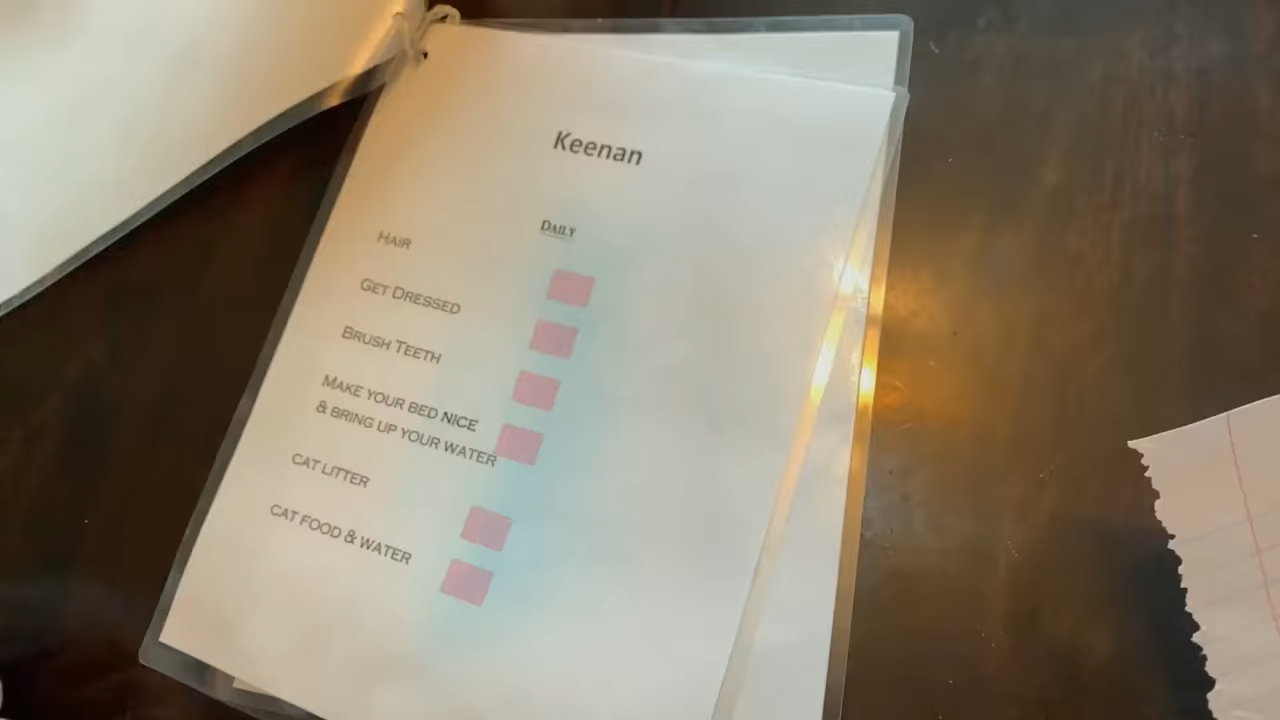 Keenan
Daily
Hair
Get Dressed
Brush Teeth
Make your bed nice
& bring up your water
Cat litter
Cat food & water